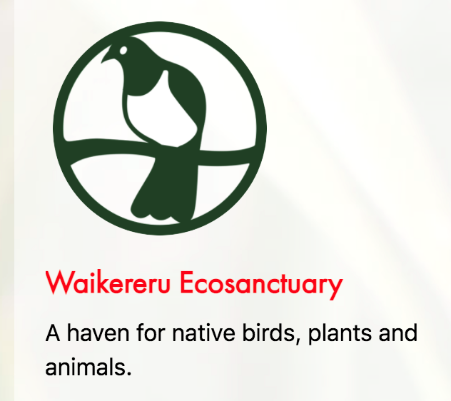 Waikereru Ecosanctuary
A haven for native birds, plants and
animals.